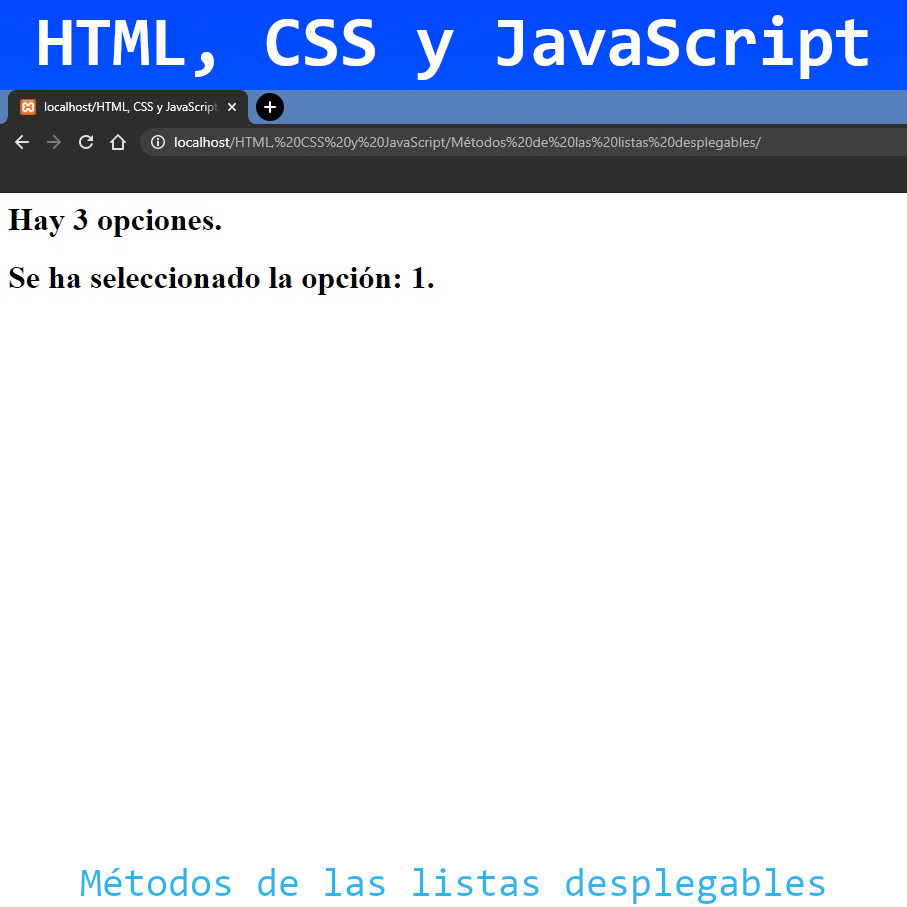 HTML, CSS y JavaScript
localhost/HTML, CSS y JavaScript
localhost/HTML,%20CSS%20y%20JavaScript/Métodos%20de%20las%20listas%20desplegables/
Hay 3 opciones.
Se ha seleccionado la opción: 1.
Métodos de las listas desplegables